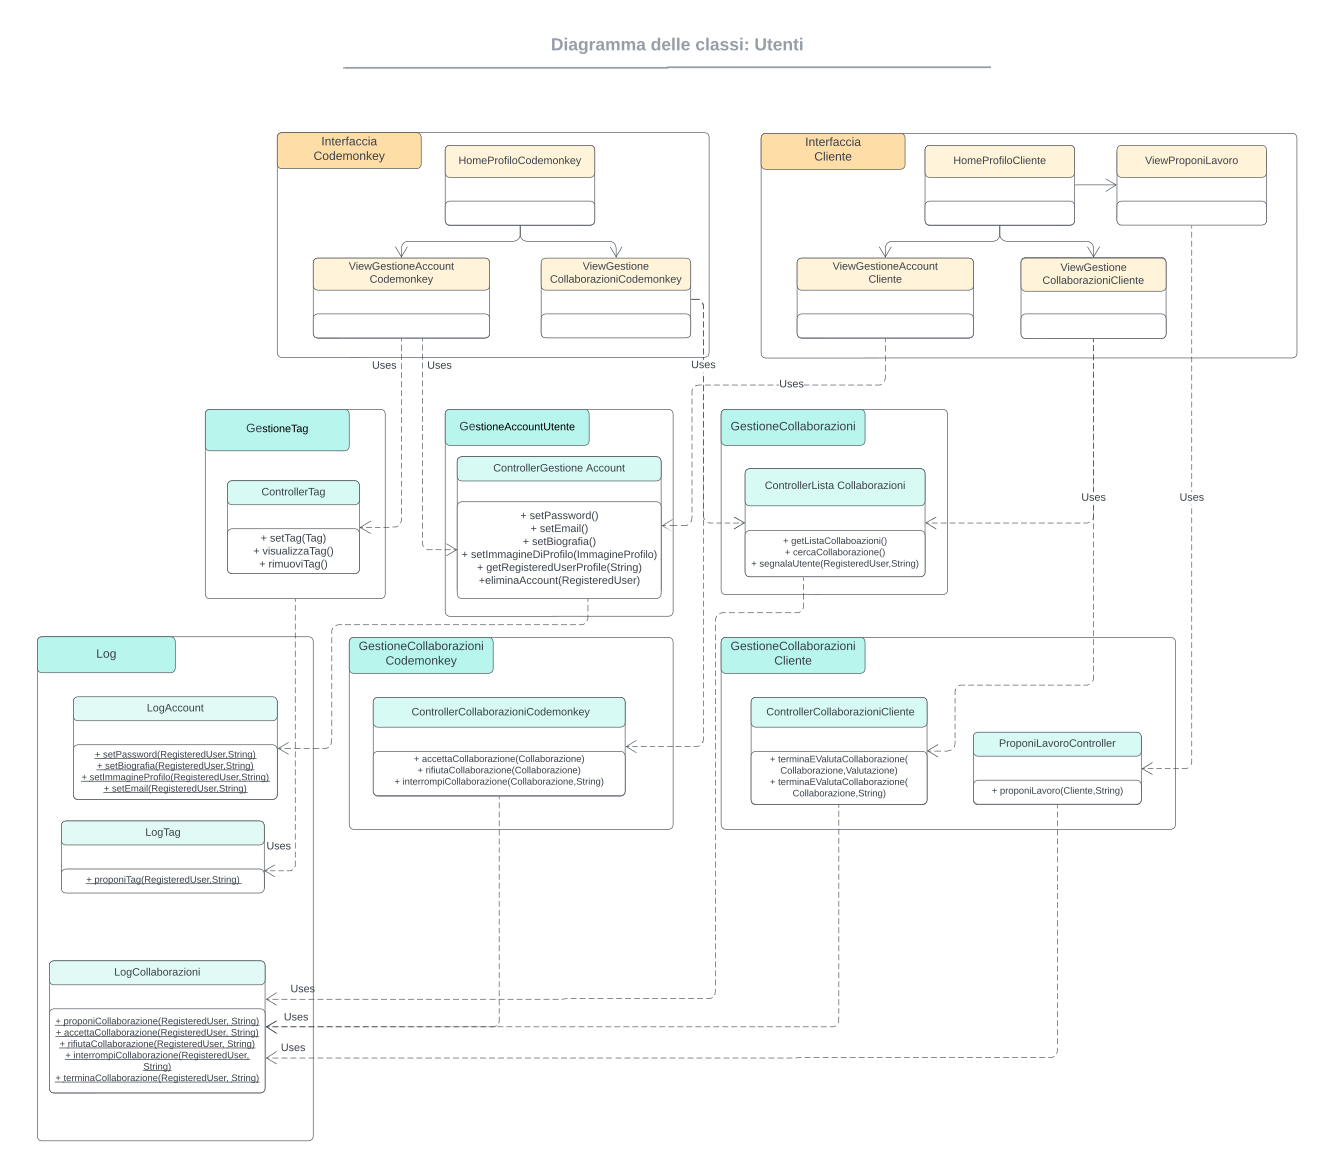 Diagramma delle classi: Utenti
Interfaccia
Codemonkey
HomeProfiloCodemonkey
ViewGestioneAccount
Codemonkey
ViewGestione
CollaborazioniCodemonkey
Interfaccia
Cliente
HomeProfiloCliente
ViewProponiLavoro
ViewGestioneAccount
Cliente
ViewGestione
CollaborazioniCliente
Uses
Uses
Uses
Uses
Uses
Uses
GestioneTag
ControllerTag
+ setTag(Tag)
+ visualizzaTag()
+ rimuoviTag()
GestioneAccountUtente
ControllerGestione Account
+ setPassword()
+ setEmail()
+ setBiografia()
+ setImmagineDiProfilo(ImmagineProfilo)
+ getRegisteredUserProfile(String)
+eliminaAccount(RegisteredUser)
GestioneCollaborazioni
ControllerLista Collaborazioni
+ getListaCollaboazioni()
+ cercaCollaborazione()
+ segnalaUtente(RegisteredUser,String)
Log
LogAccount
+ setPassword(RegisteredUser,String)
+ setBiografia(RegisteredUser,String)
+ setImmagineProfilo(RegisteredUser,String)
+ setEmail(RegisteredUser,String)
LogTag
Uses
+ proponiTag(RegisteredUser,String)
GestioneCollaborazioni
Codemonkey
ControllerCollaborazioniCodemonkey
+ accettaCollaborazione(Collaborazione)
+ rifiutaCollaborazione(Collaborazione)
+ interrompiCollaborazione(Collaborazione,String)
GestioneCollaborazioni
Cliente
ControllerCollaborazioniCliente
+ terminaEValutaCollaborazione(
Collaborazione,Valutazione)
+ terminaEValutaCollaborazione(
Collaborazione,String)
ProponiLavoroController
+ proponiLavoro(Cliente,String)
LogCollaborazioni
Uses
Uses
Uses
+ proponiCollaborazione(RegisteredUser, String)
+ accettaCollaborazione(RegisteredUser, String)
+ rifiutaCollaborazione(RegisteredUser, String)
+ interrompiCollaborazione(RegisteredUser,
String)
+ terminaCollaborazione(RegisteredUser, String)